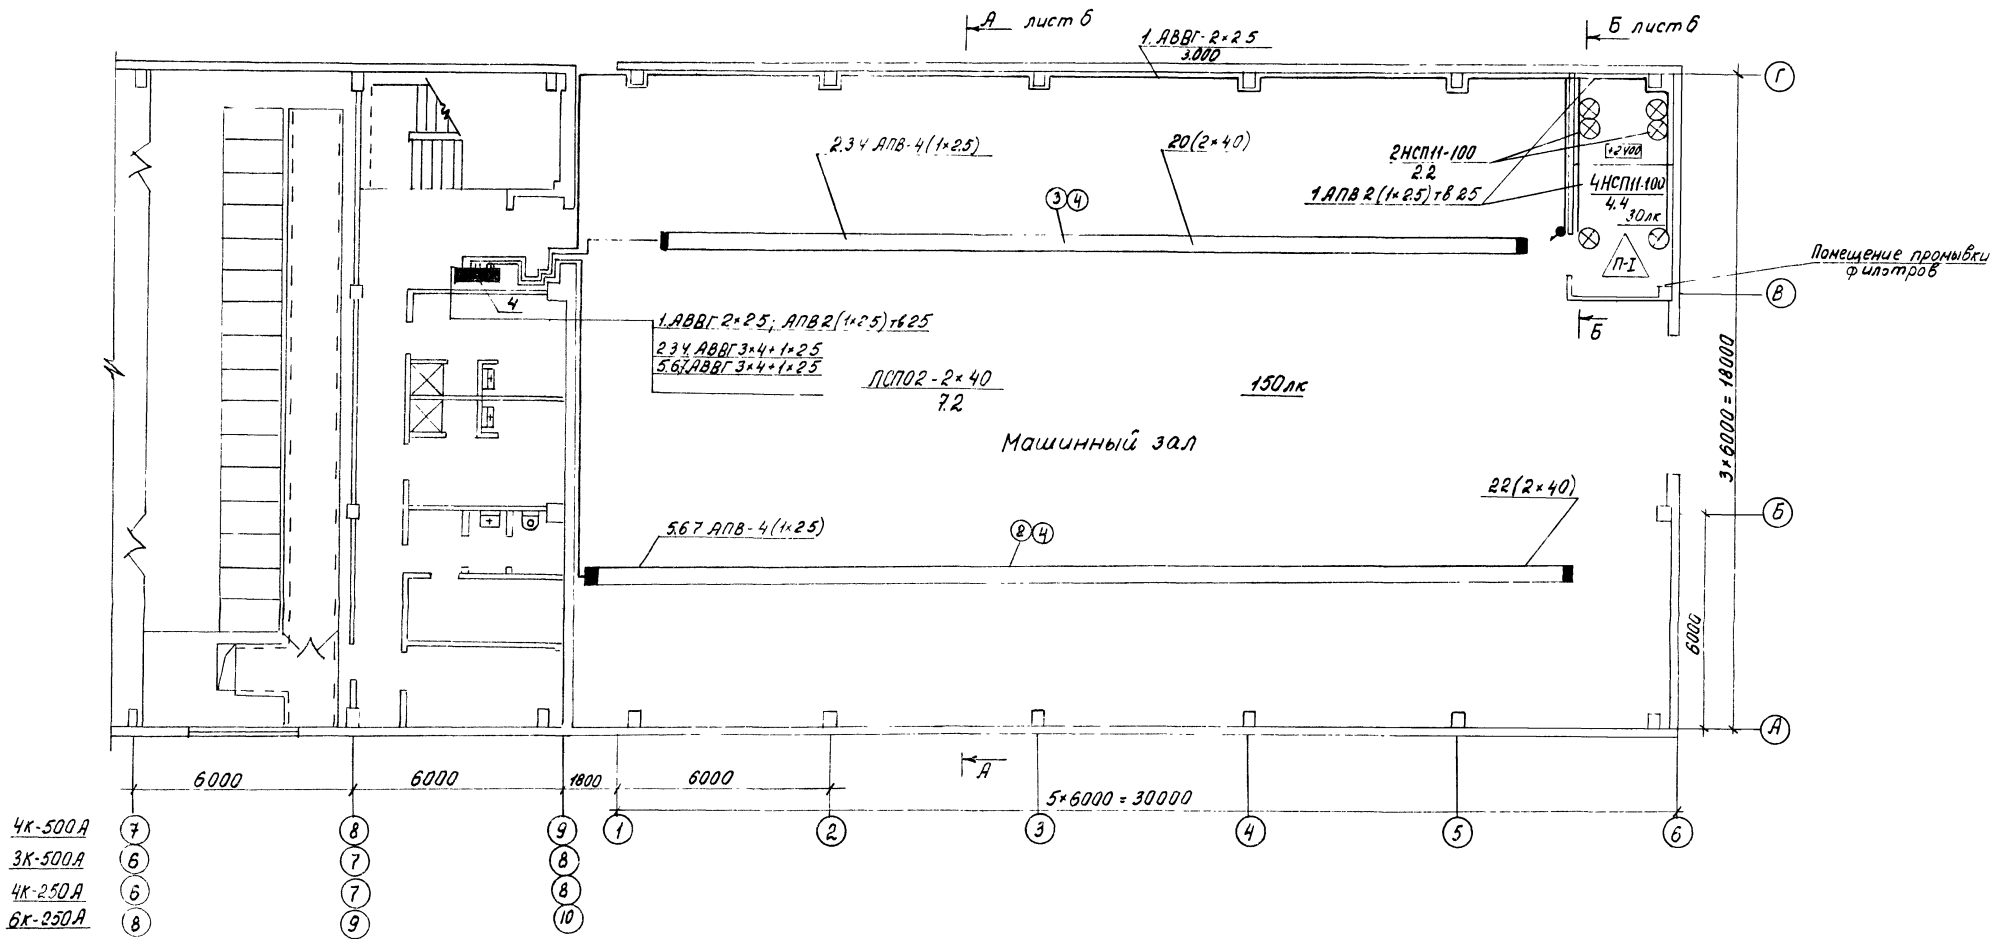 А лист 6
Б лист 6
1. АВВГ-2×2.5
3.000
Г
2.3.4 АПВ-4(1×2.5)
20(2×40)
2НСП11-100
2.2
+2400
1 АПВ 2(1×2.5) тв 25
4НСП11-100
4.4
30лк
3 4
П-I
Помещение промывки
фильтров
В
Б
4
1. АВВГ 2×2.5; АПВ2(1×2.5) тв25
2.3.4. АВВГ 3×4+1×2.5
5.6.7. АВВГ 3×4+1×2.5
ПСП02-2×40
7.2
150лк
Машинный зал
3×6000=18000
22(2×40)
5.6.7 АПВ-4(1×2.5)
8 4
Б
6000
А
А
6000 6000 1800 6000
5×6000=30000
4К-500А 7 8 9 1 2 3 4 5 6
3К-500А 6 7 8
4К-250А 6 7 8
6К-250А 8 9 10